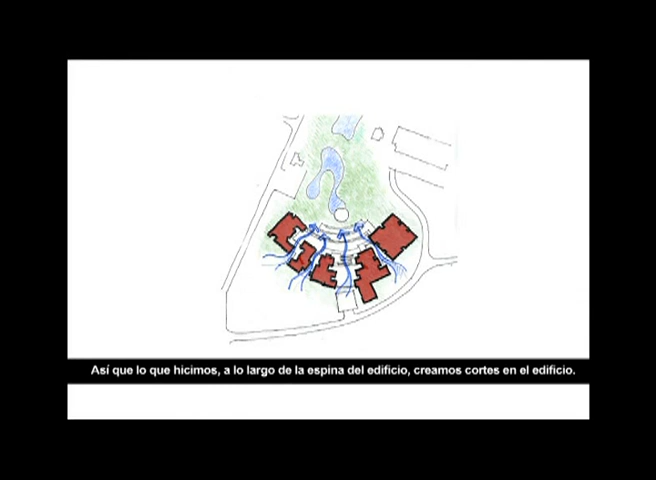 Así que lo que hicimos, a lo largo de la espina del edificio, creamos cortes en el edificio.